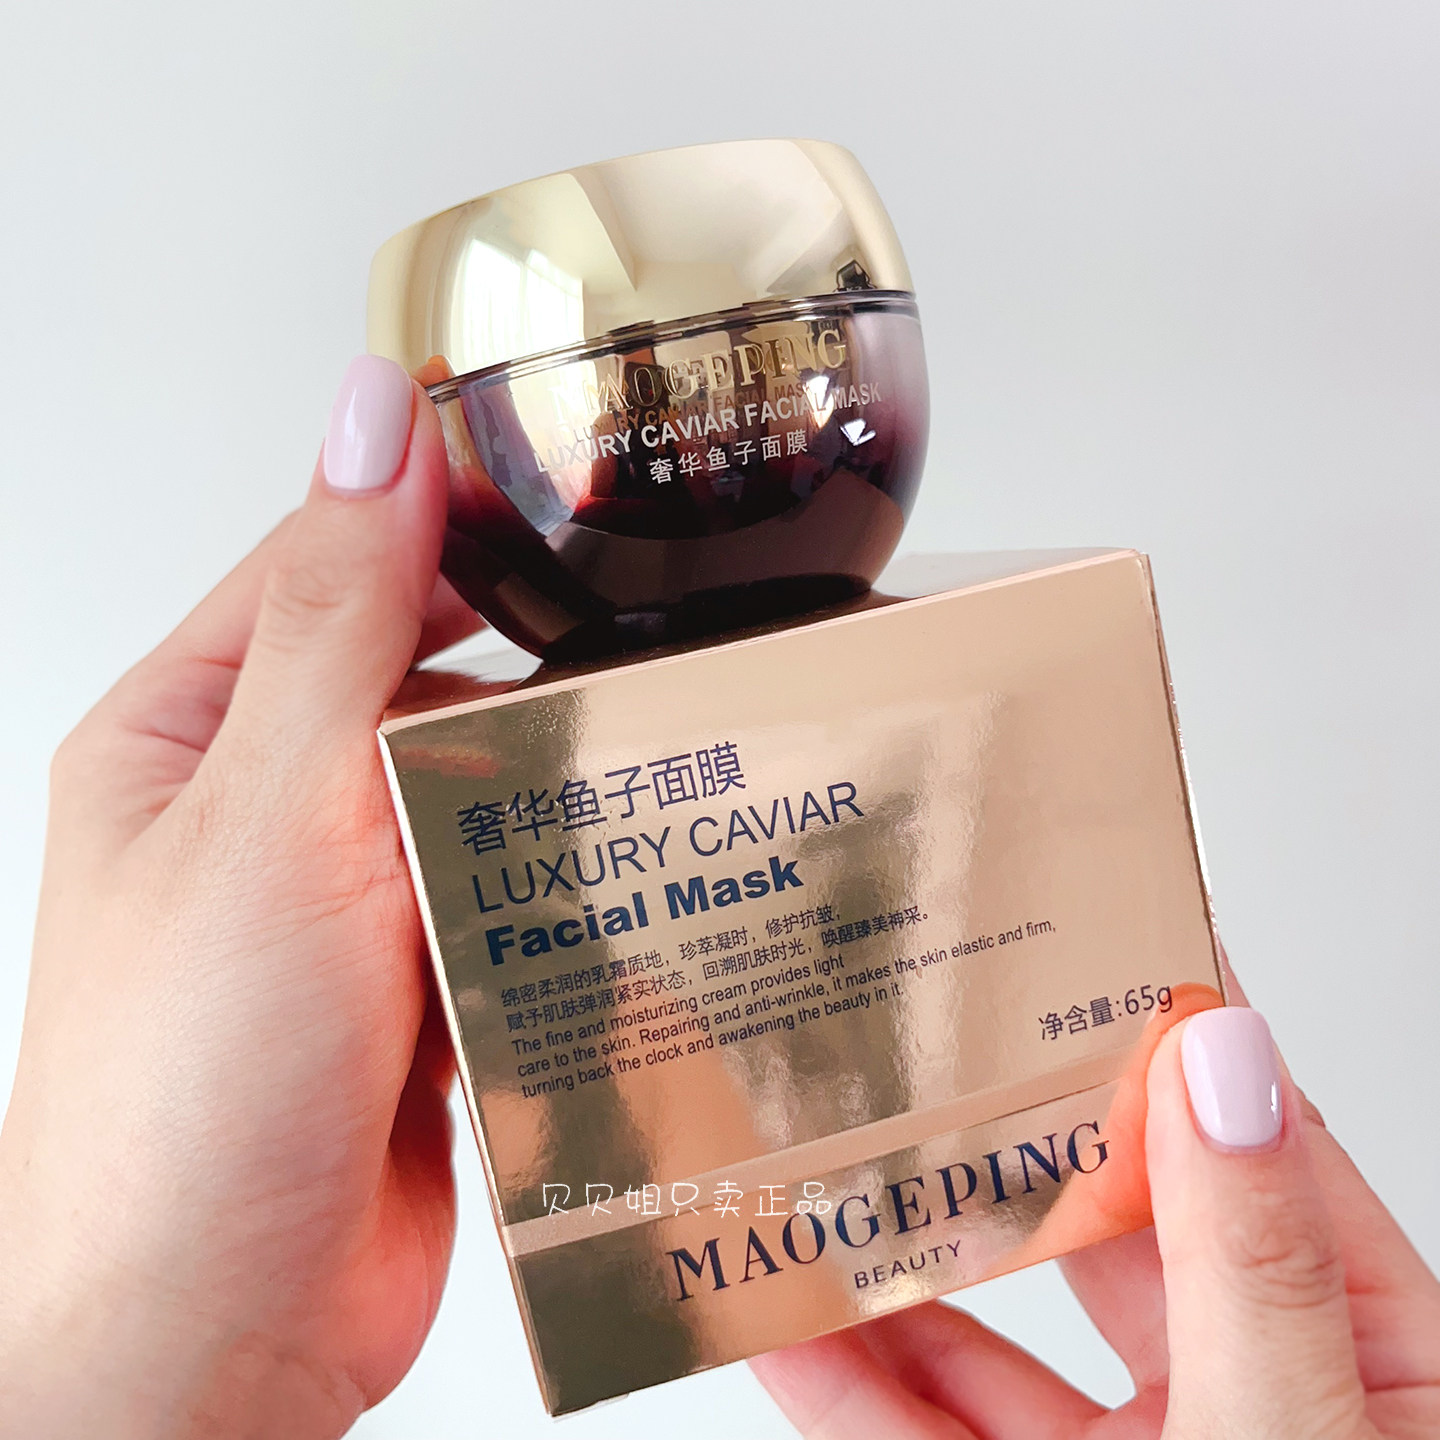 MAOGEPING
LUXURY CAVIAR FACIAL MASK
奢华鱼子面膜
奢华鱼子面膜
LUXURY CAVIAR
Facial Mask
绵密柔润的乳霜质地，珍萃凝时，修护抗皱，
赋予肌肤弹润紧实状态，回溯肌肤时光，唤醒臻美神采。
The fine and moisturizing cream provides light
care to the skin. Repairing and anti-wrinkle, it makes the skin elastic and firm,
turning back the clock and awakening the beauty in it.
净含量:65g
贝贝姐只卖正品
MAOGEPING
BEAUTY